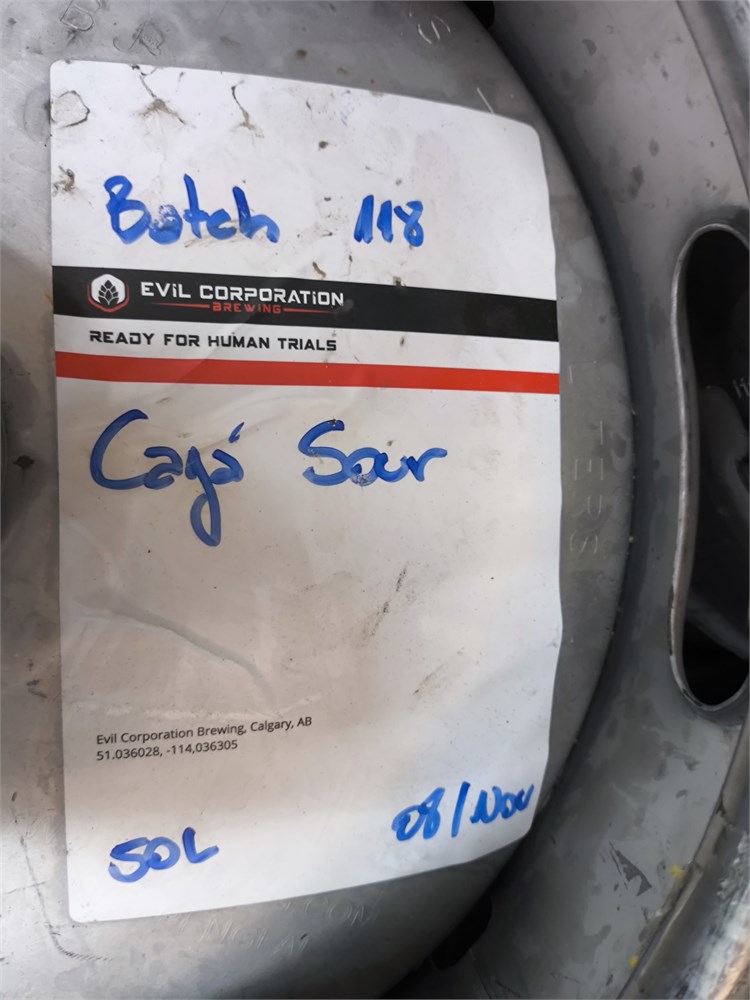 Batch 118
EVIL CORPORATION
BREWING
READY FOR HUMAN TRIALS
Cajá Sour
Evil Corporation Brewing, Calgary, AB
51.036028, -114,036305
50L
08/Nov